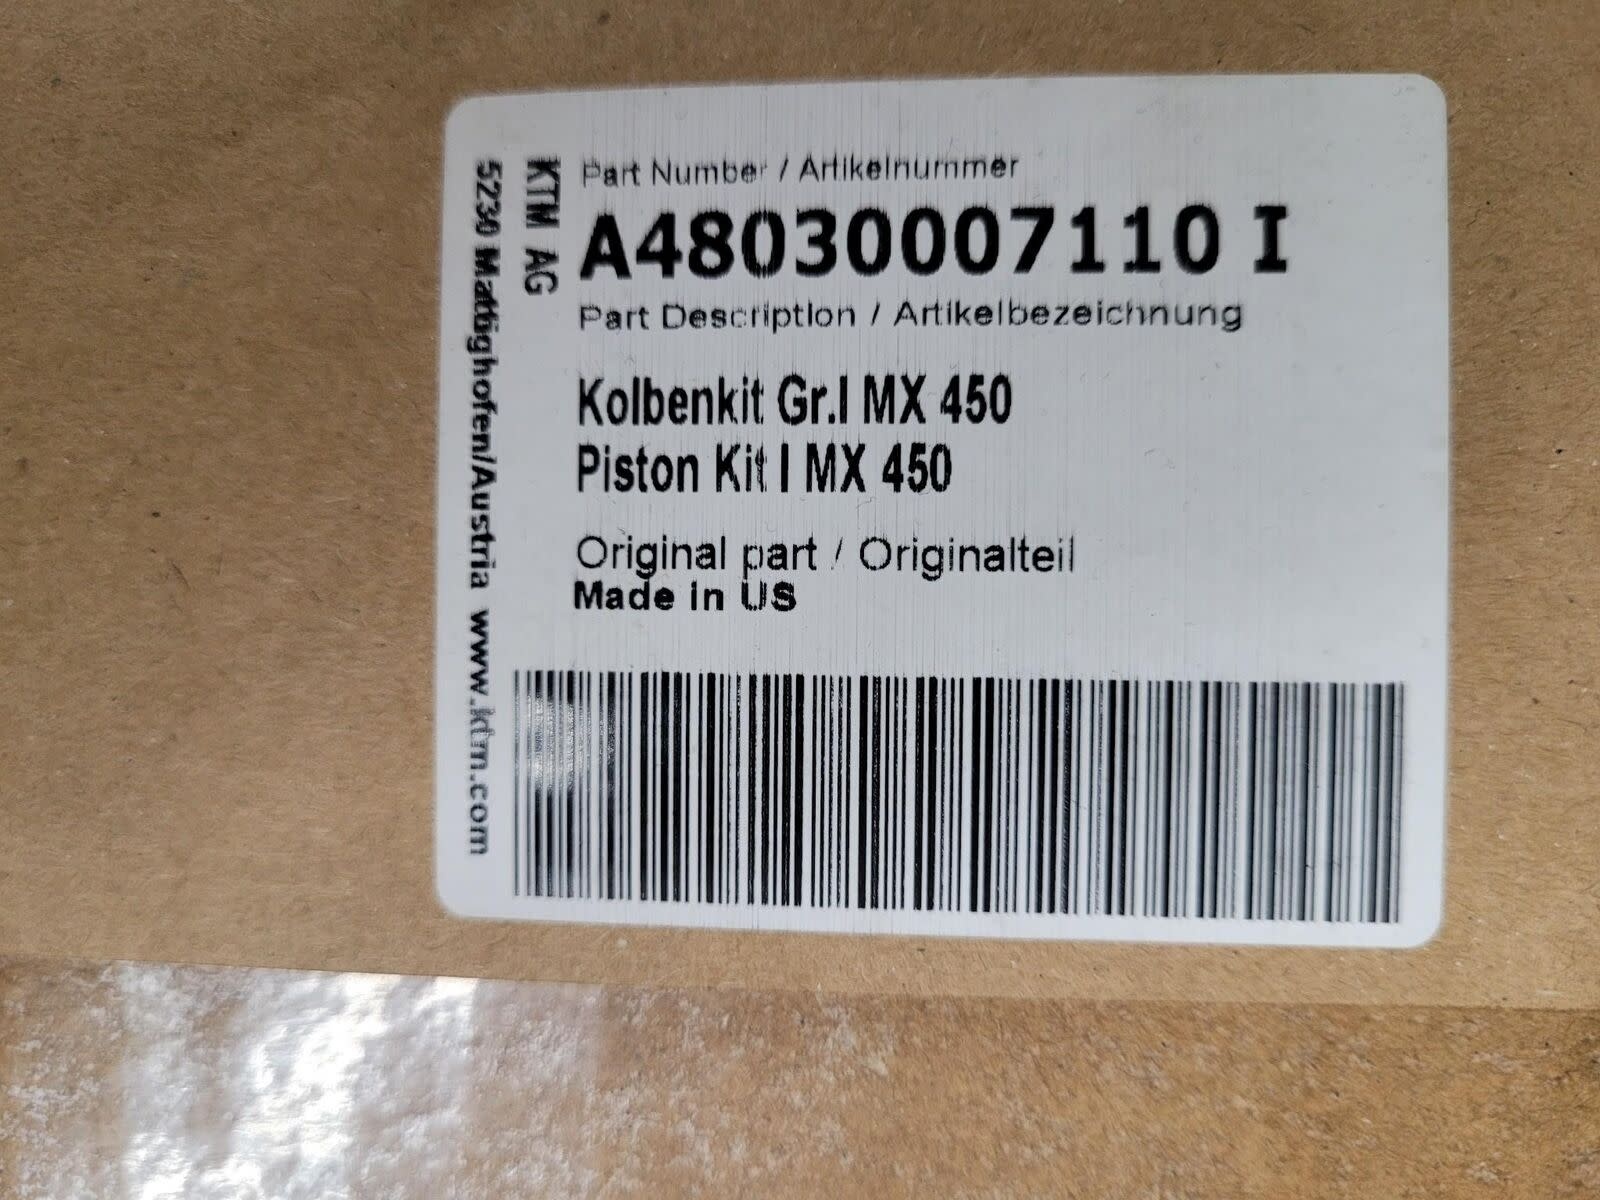 KTM AG
5230 Mattighofen/Austria www.ktm.com
Part Number / Artikelnummer
A48030007110 I
Part Description / Artikelbezeichnung
Kolbenkit Gr.I MX 450
Piston Kit I MX 450
Original part / Originalteil
Made in US